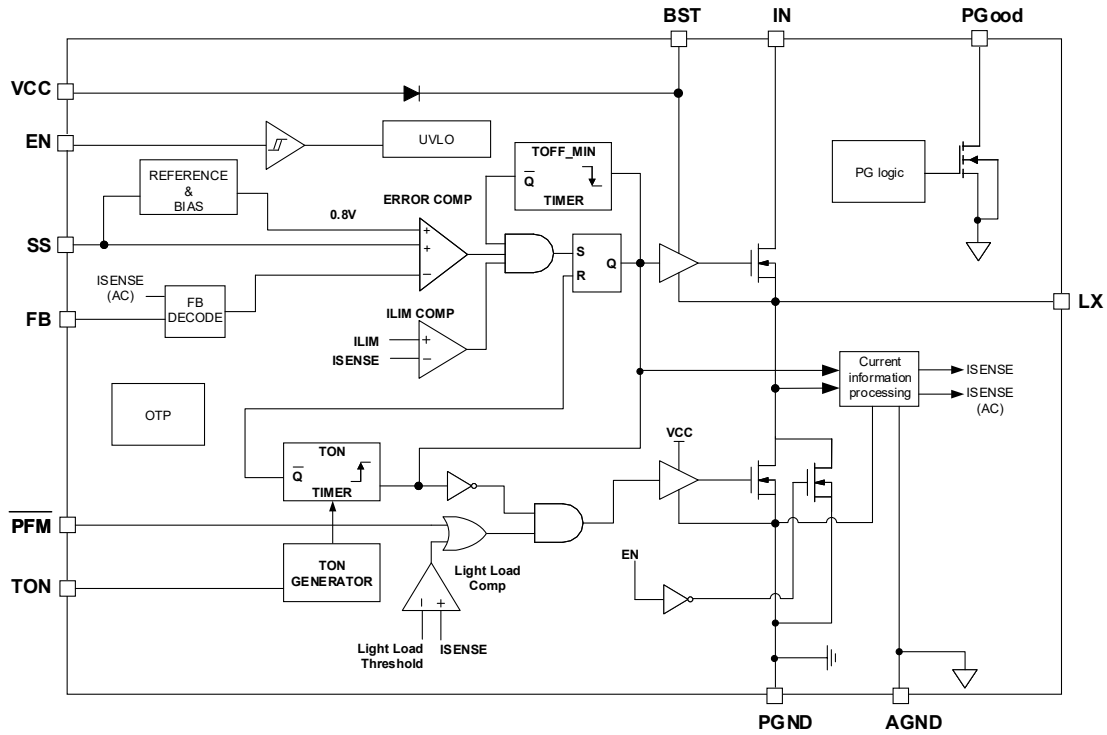 BST
IN
PGood
VCC
EN
UVLO
TOFF_MIN
Q
TIMER
REFERENCE
&
BIAS
ERROR COMP
0.8V
PG logic
SS
S
R
Q
ISENSE
(AC)
FB
DECODE
FB
LX
ILIM COMP
ILIM
ISENSE
Current
information
processing
ISENSE
ISENSE
(AC)
OTP
VCC
TON
Q
TIMER
PFM
TON
TON
GENERATOR
Light Load
Comp
EN
Light Load
Threshold
ISENSE
PGND
AGND